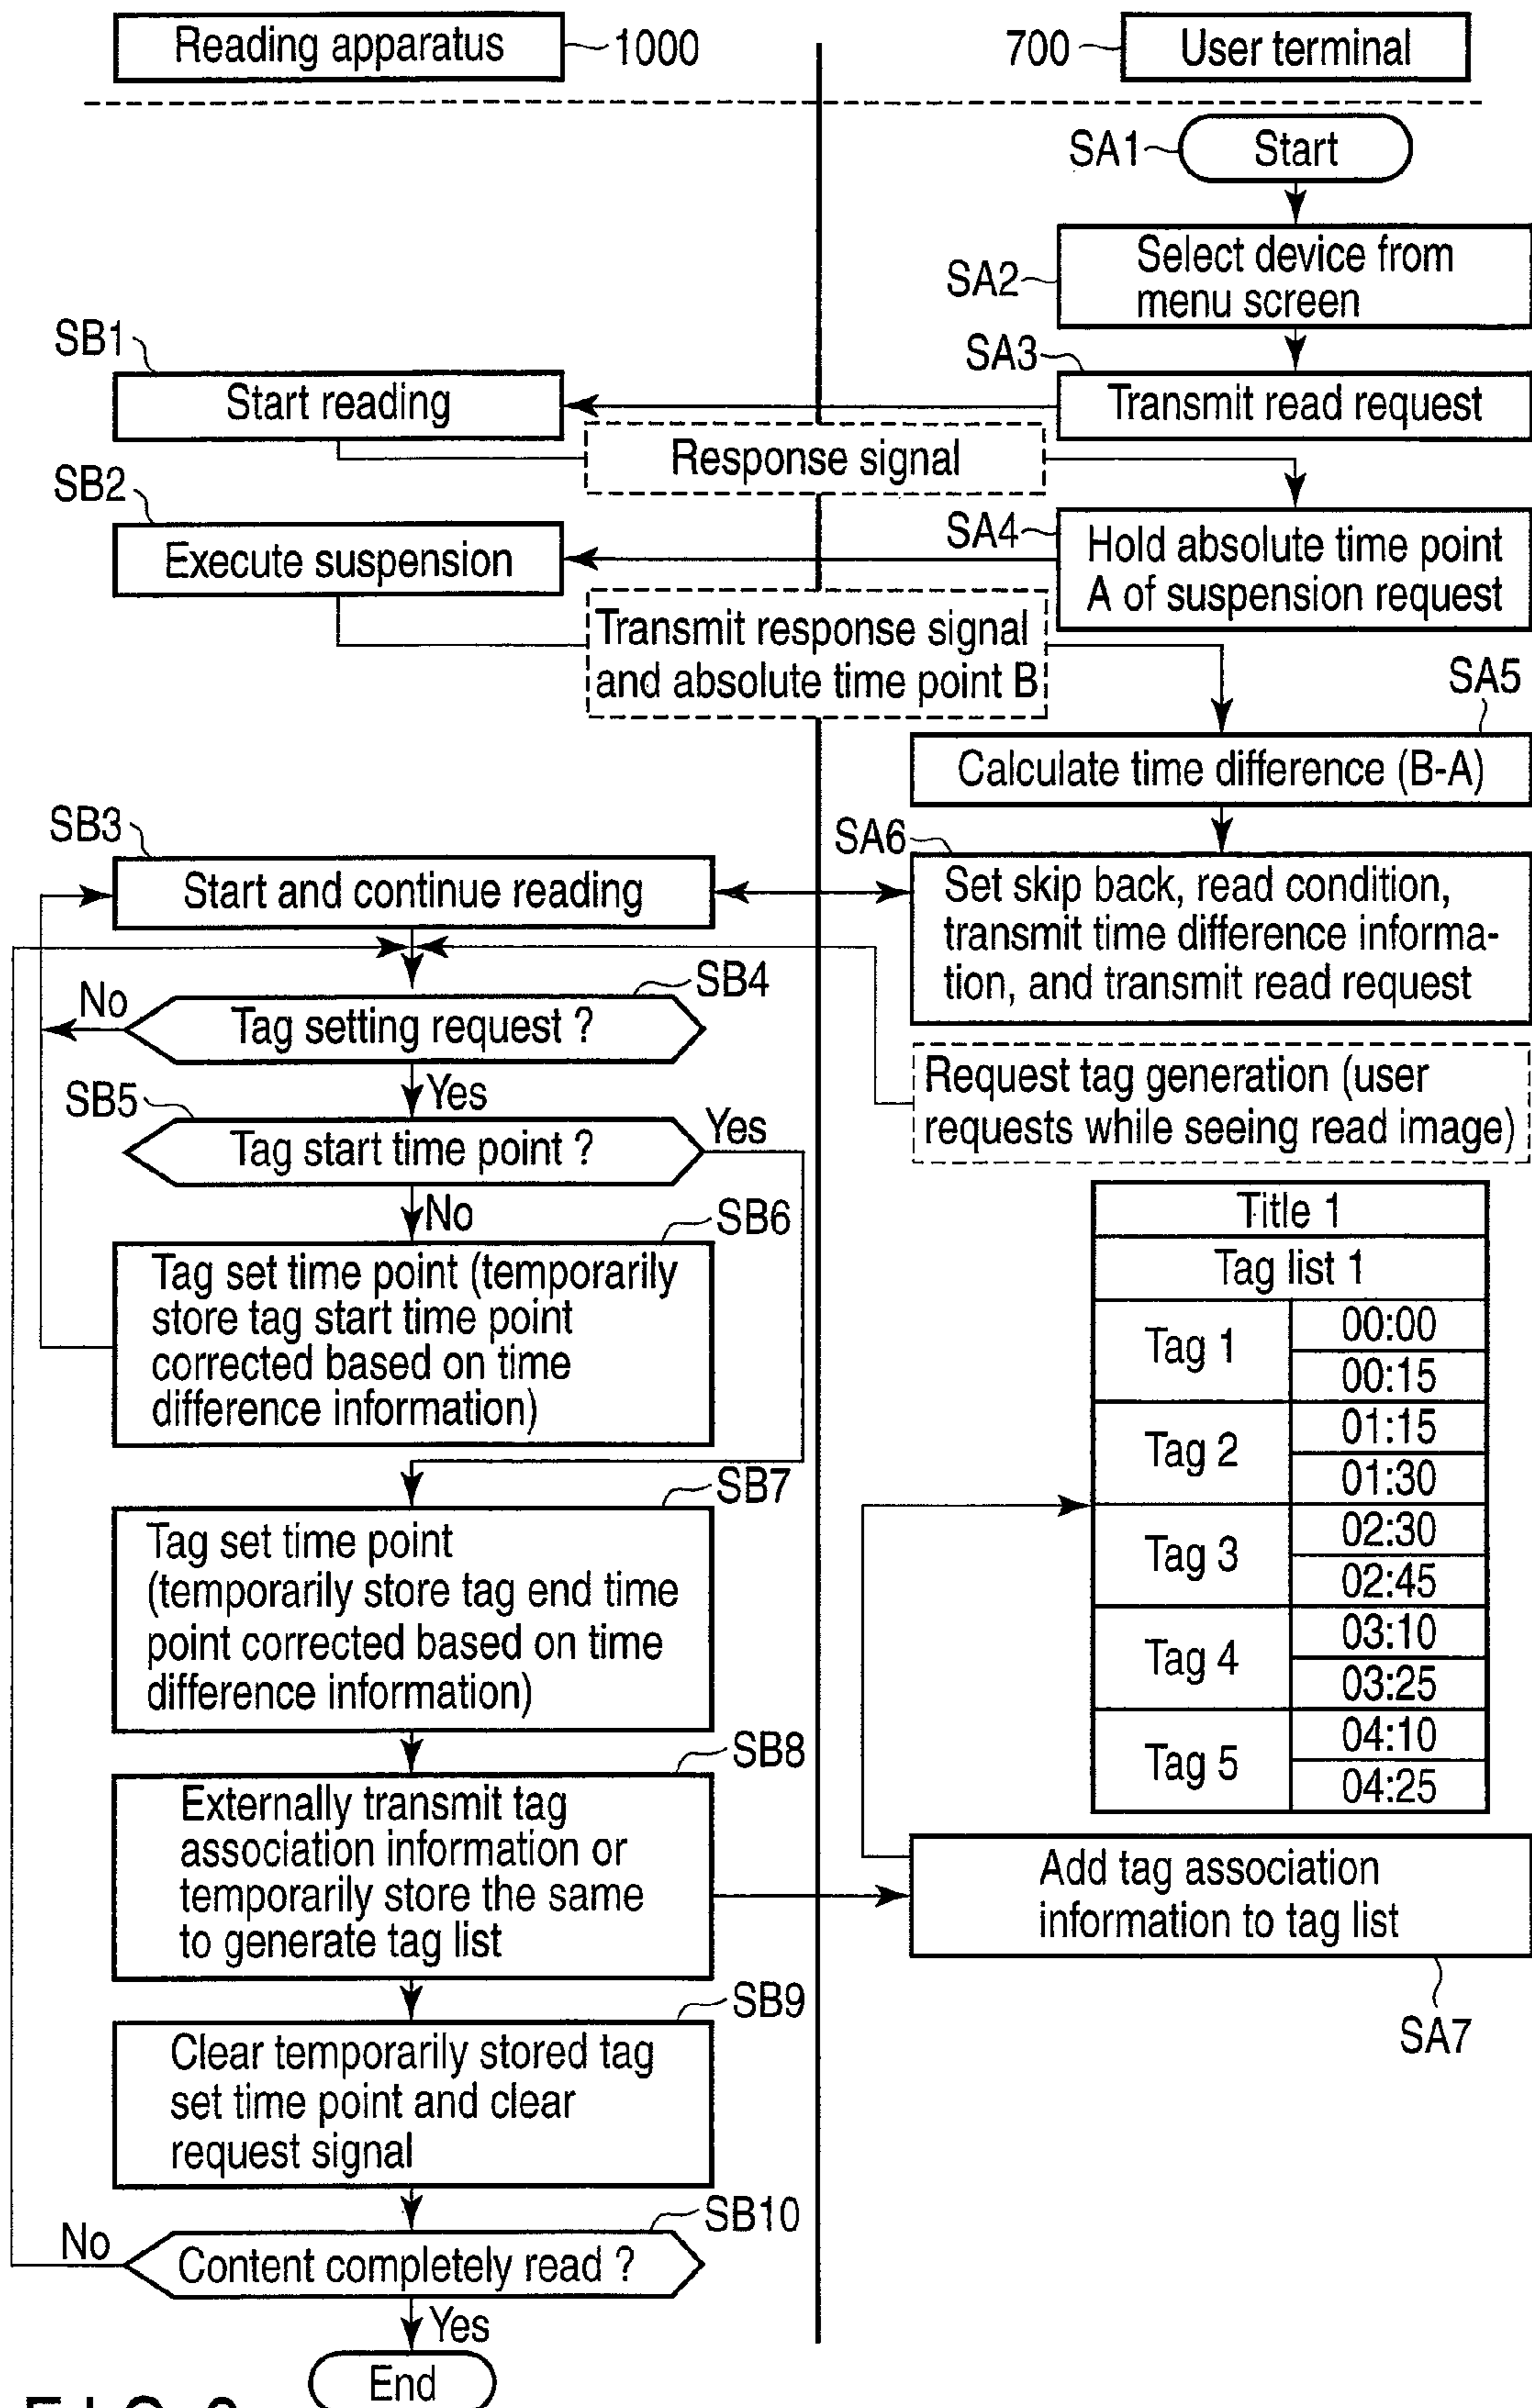 Reading apparatus
1000
700
User terminal
SA1
Start
SA2
Select device from
menu screen
SB1
SA3
Start reading
Transmit read request
Response signal
SB2
SA4
Execute suspension
Hold absolute time point
A of suspension request
Transmit response signal
and absolute time point B
SA5
Calculate time difference (B-A)
SB3
SA6
Start and continue reading
Set skip back, read condition,
transmit time difference informa-
tion, and transmit read request
SB4
No
Tag setting request ?
Yes
Request tag generation (user
requests while seeing read image)
SB5
Tag start time point ?
Yes
No
SB6
Tag set time point (temporarily
store tag start time point
corrected based on time
difference information)
Title 1
Tag list 1
Tag 1
00:00
00:15
Tag 2
01:15
01:30
Tag 3
02:30
02:45
Tag 4
03:10
03:25
Tag 5
04:10
04:25
SB7
Tag set time point
(temporarily store tag end time
point corrected based on time
difference information)
SB8
Externally transmit tag
association information or
temporarily store the same
to generate tag list
Add tag association
information to tag list
SA7
SB9
Clear temporarily stored tag
set time point and clear
request signal
SB10
No
Content completely read ?
Yes
End